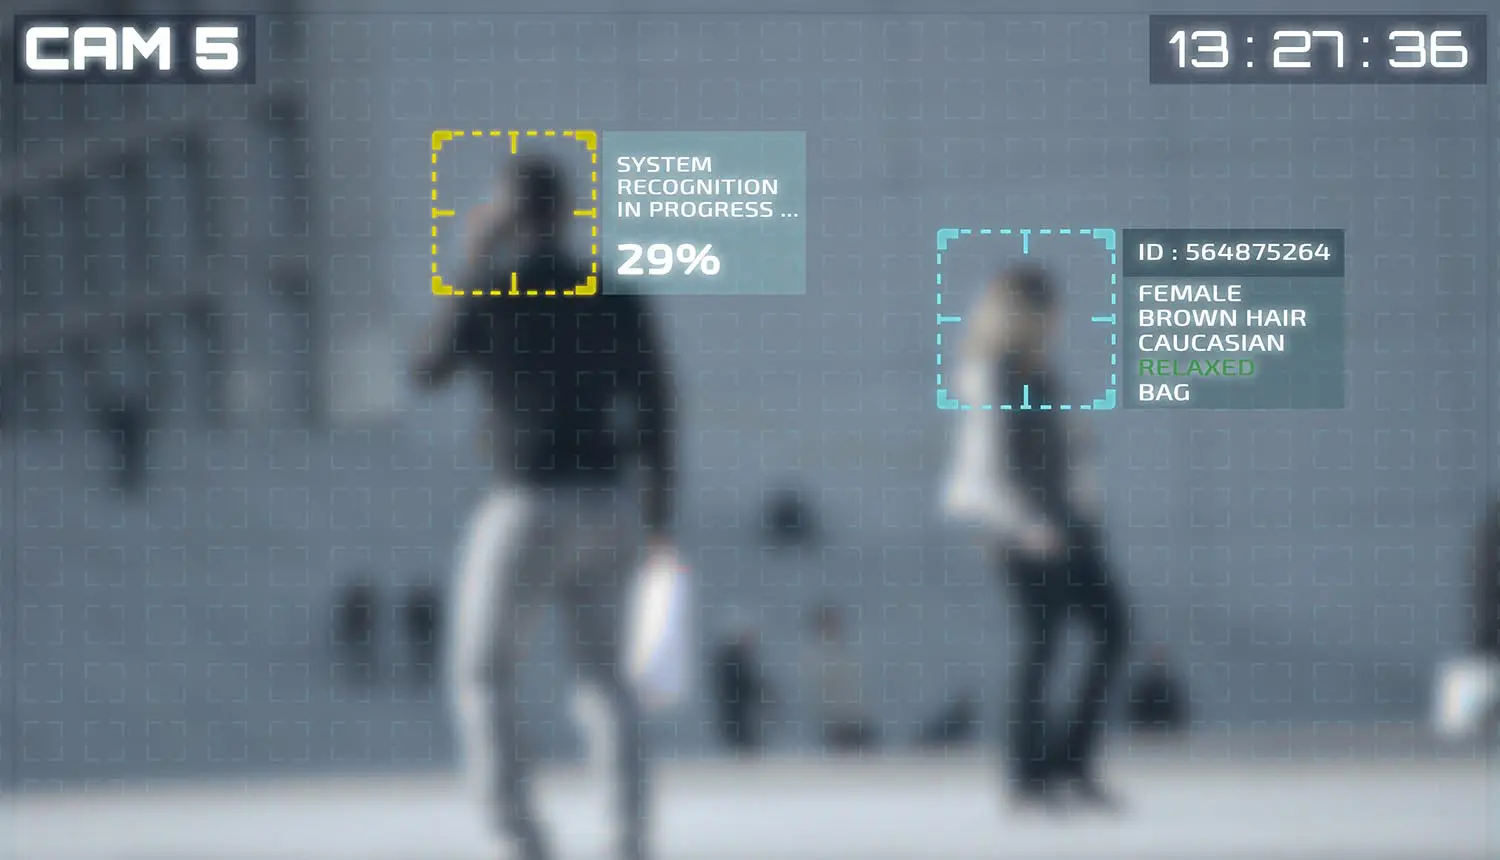 CAM 5
13 : 27 : 36
SYSTEM
RECOGNITION
IN PROGRESS ...
29%
ID : 564875264
FEMALE
BROWN HAIR
CAUCASIAN
RELAXED
BAG